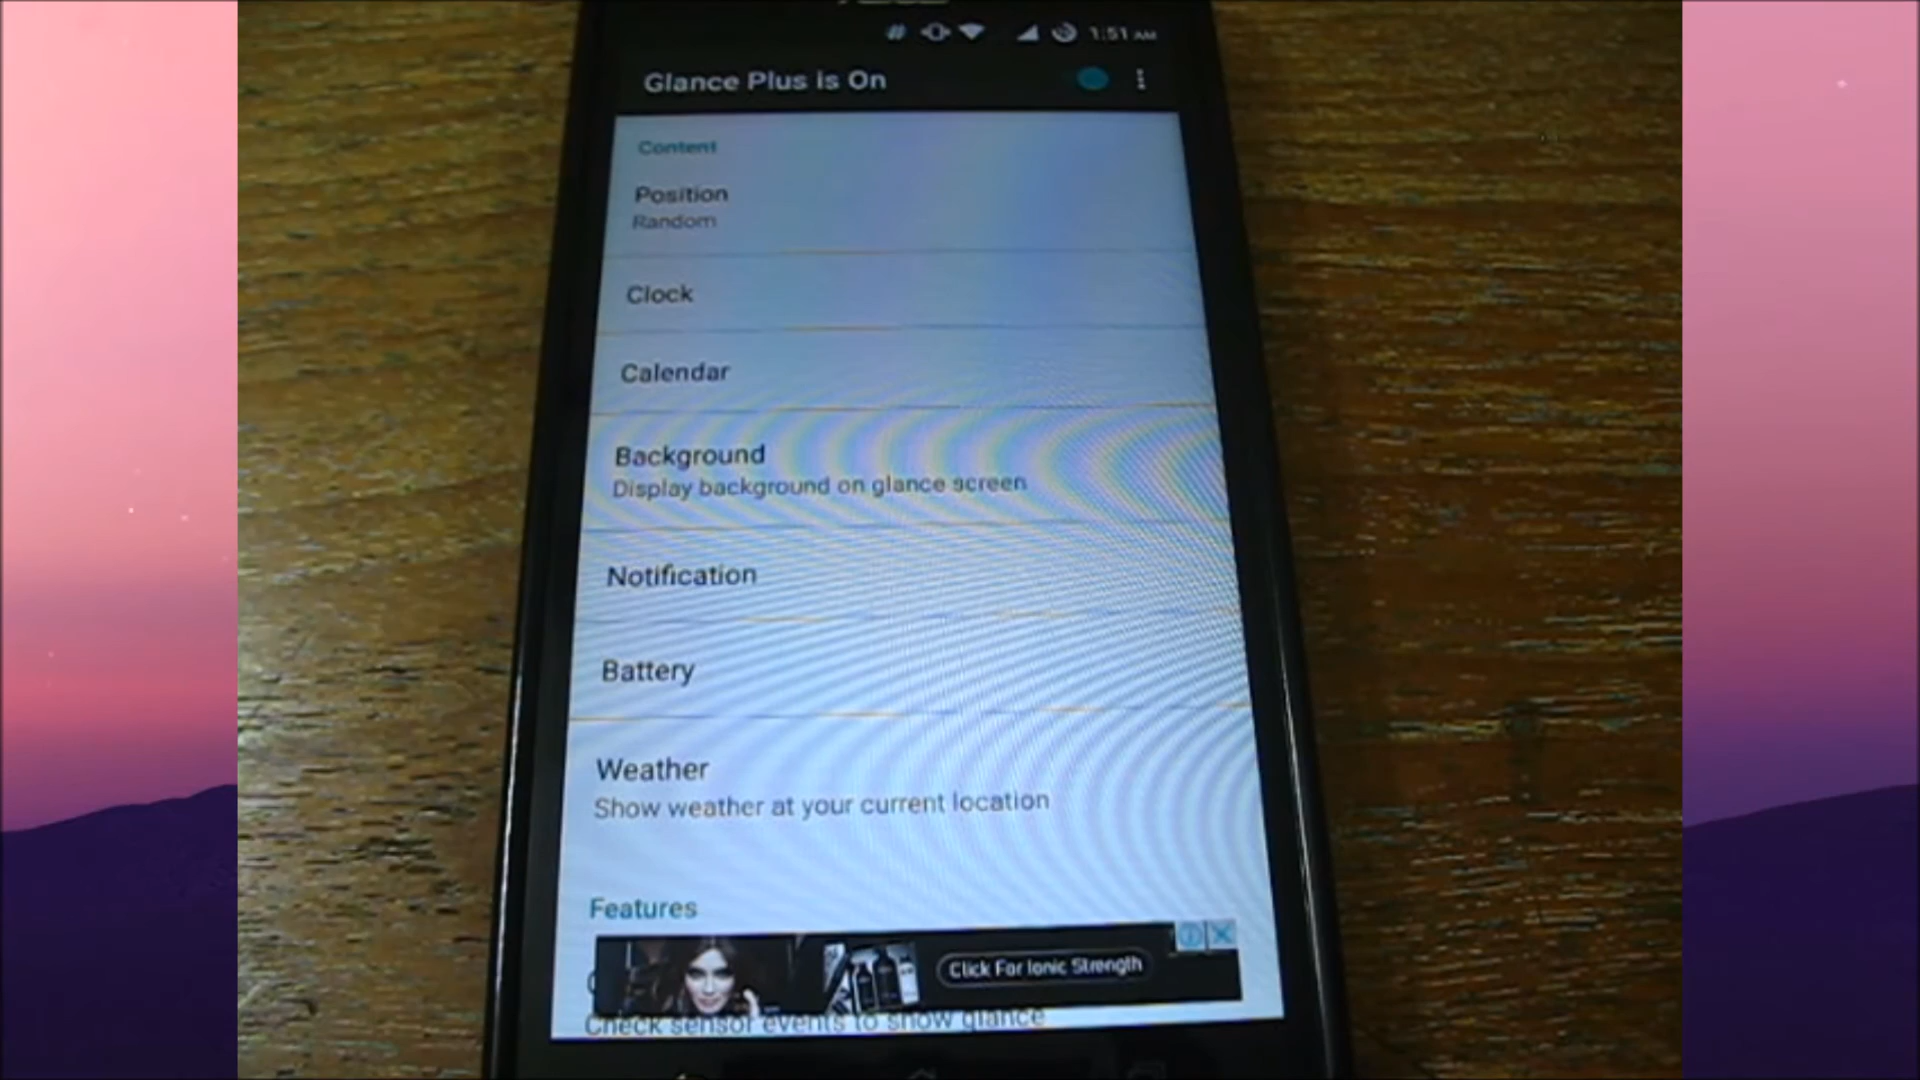 # 1:51 AM
Glance Plus is On
Content
Position
Random
Clock
Calendar
Background
Display background on glance screen
Notification
Battery
Weather
Show weather at your current location
Features
Click For Ionic Strength
Check sensor events to show glance